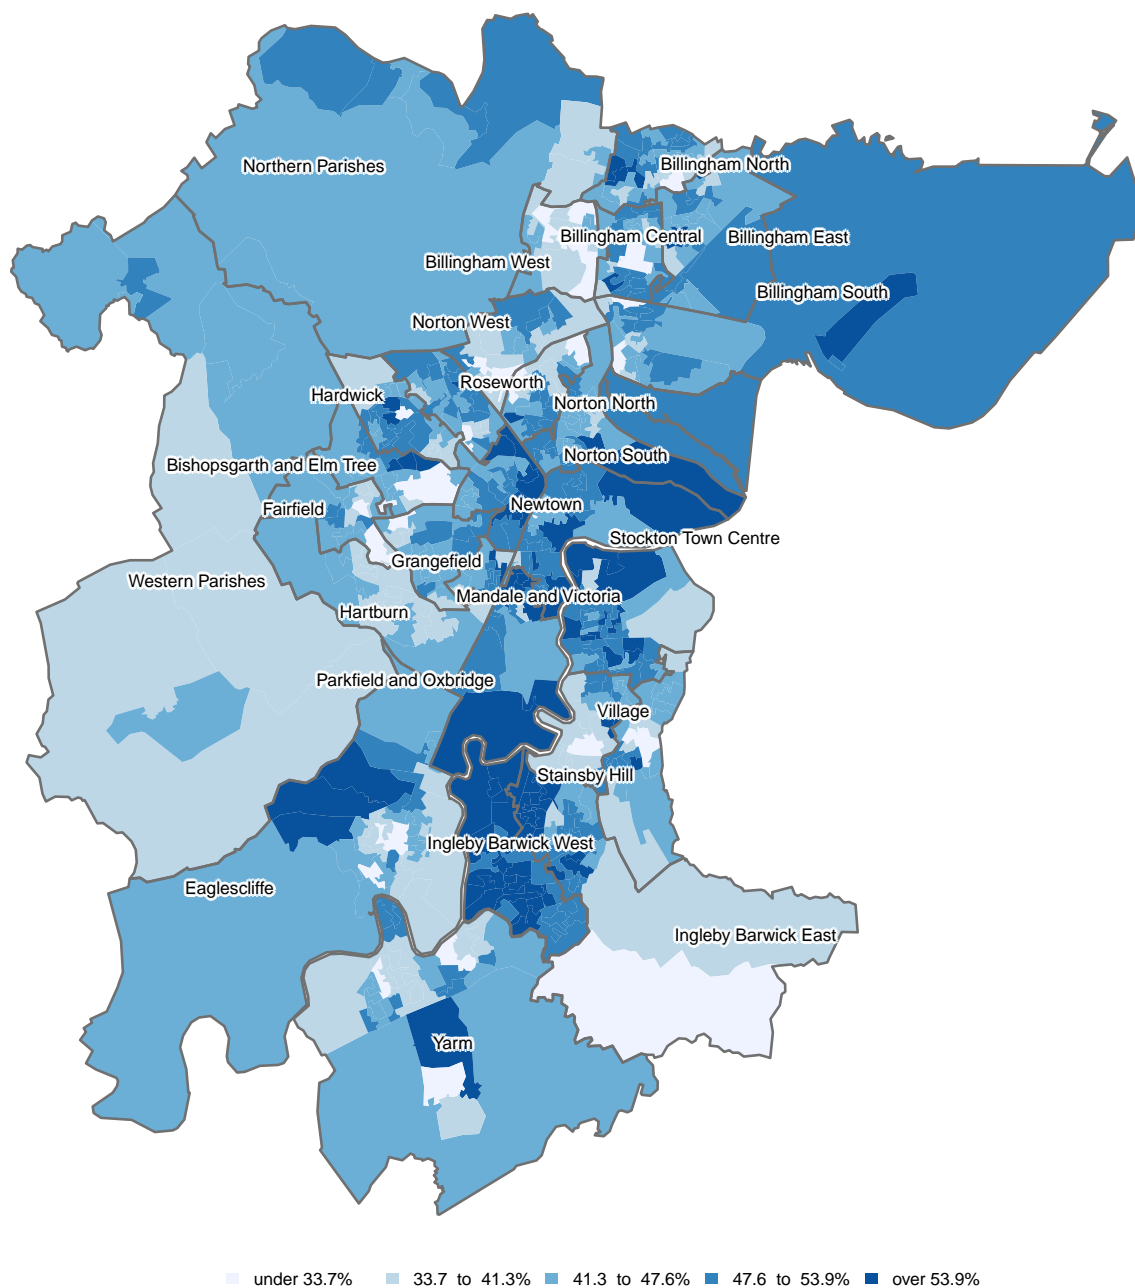 Northern Parishes
Billingham North
Billingham Central
Billingham East
Billingham West
Billingham South
Norton West
Roseworth
Hardwick
Norton North
Norton South
Bishopsgarth and Elm Tree
Fairfield
Newtown
Stockton Town Centre
Grangefield
Western Parishes
Mandale and Victoria
Hartburn
Parkfield and Oxbridge
Village
Stainsby Hill
Ingleby Barwick West
Eaglescliffe
Ingleby Barwick East
Yarm
under 33.7% 33.7 to 41.3% 41.3 to 47.6% 47.6 to 53.9% over 53.9%